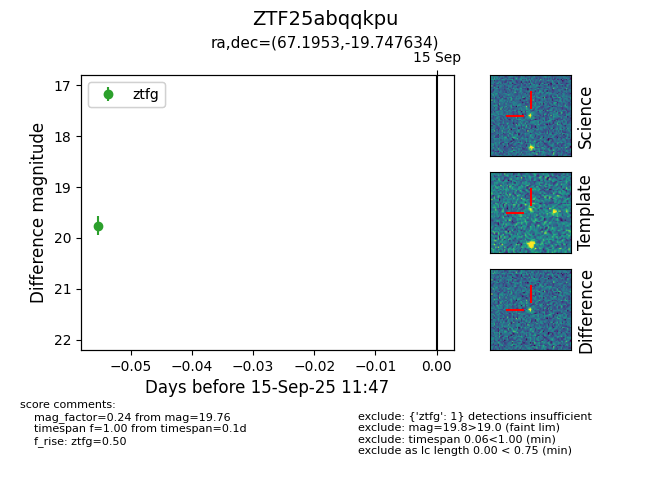 ZTF25abqqkpu
ra,dec=(67.1953,-19.747634)
15 Sep
ztfg
17
18
19
20
21
22
Difference magnitude
−0.05
−0.04
−0.03
−0.02
−0.01
0.00
Days before 15-Sep-25 11:47
Science
Template
Difference
score comments:
mag_factor=0.24 from mag=19.76
timespan f=1.00 from timespan=0.1d
f_rise: ztfg=0.50
exclude: {'ztfg': 1} detections insufficient
exclude: mag=19.8>19.0 (faint lim)
exclude: timespan 0.06<1.00 (min)
exclude as lc length 0.00 < 0.75 (min)